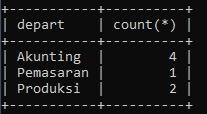 +-----------+----------+
| depart    | count(*) |
+-----------+----------+
| Akunting  |        4 |
| Pemasaran |        1 |
| Produksi  |        2 |
+-----------+----------+